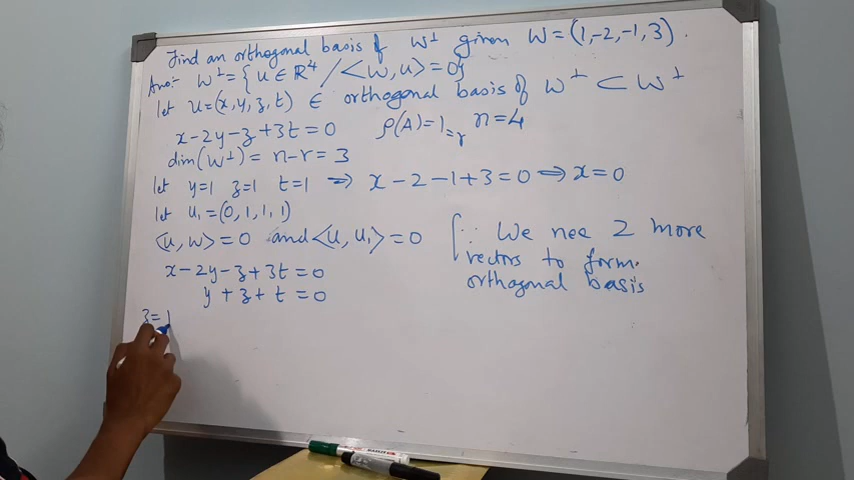 Find an orthogonal basis of W⊥ given W = (1, -2, -1, 3).
Ans:- W⊥ = { u ∈ ℝ⁴ / <W, u> = 0}
let u = (x, y, z, t) ∈ orthogonal basis of W⊥ ⊂ W⊥
x - 2y - z + 3t = 0   ρ(A) = 1 = r   n = 4
dim(W⊥) = n - r = 3
let y = 1 z = 1 t = 1 ⇒ x - 2 - 1 + 3 = 0 ⇒ x = 0
let u₁ = (0, 1, 1, 1)
<u, w> = 0 and <u, u₁> = 0
[∵ We nee 2 more
vectors to form
orthogonal basis
x - 2y - z + 3t = 0
y + z + t = 0
z = 1